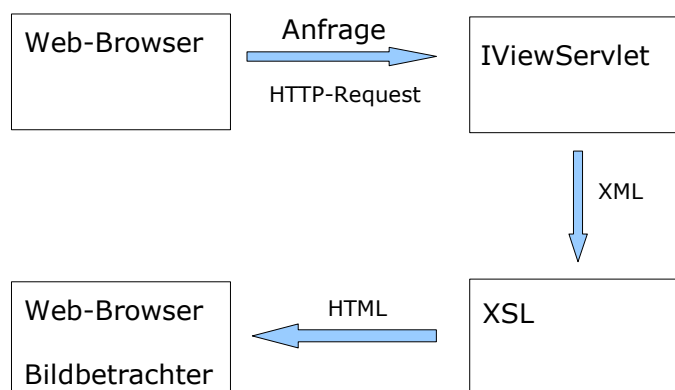 Web-Browser
Anfrage
HTTP-Request
IViewServlet
XML
Web-Browser
Bildbetrachter
HTML
XSL